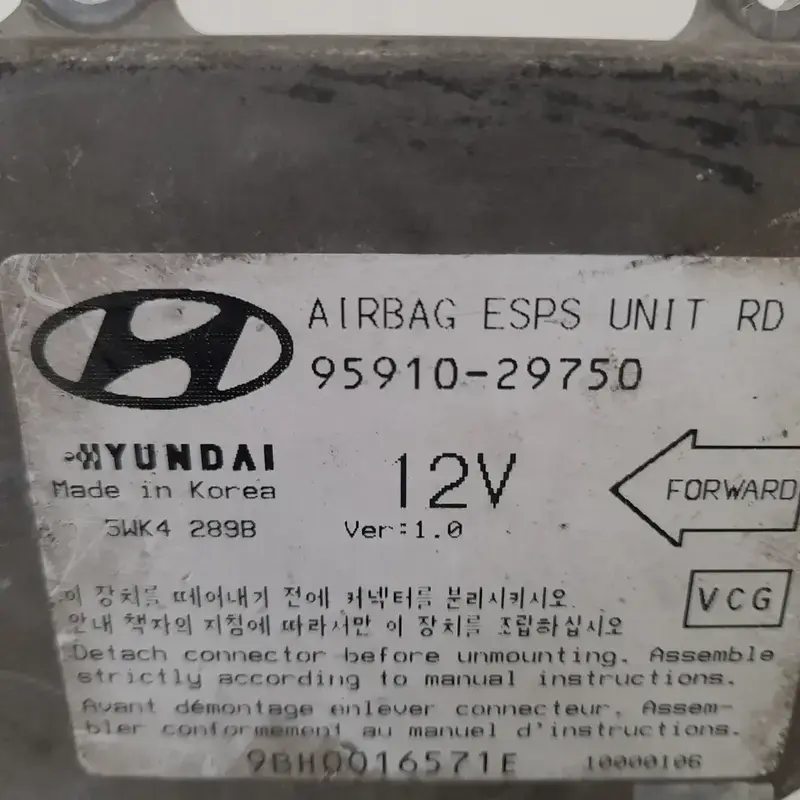 AIRBAG ESPS UNIT RD
95910-29750
HYUNDAI
Made in Korea
5WK4 289B
12V
Ver:1.0
FORWARD
VCG
이 장치를 떼어내기 전에 커넥터를 분리시키시오.
안내 책자의 지침에 따라서만 이 장치를 조립하십시오
Detach connector before unmounting. Assemble
strictly according to manual instructions.
Avant démontage enlever connecteur. Assem-
bler conformement au manuel d'instructions.
9BH0016571E
10000106